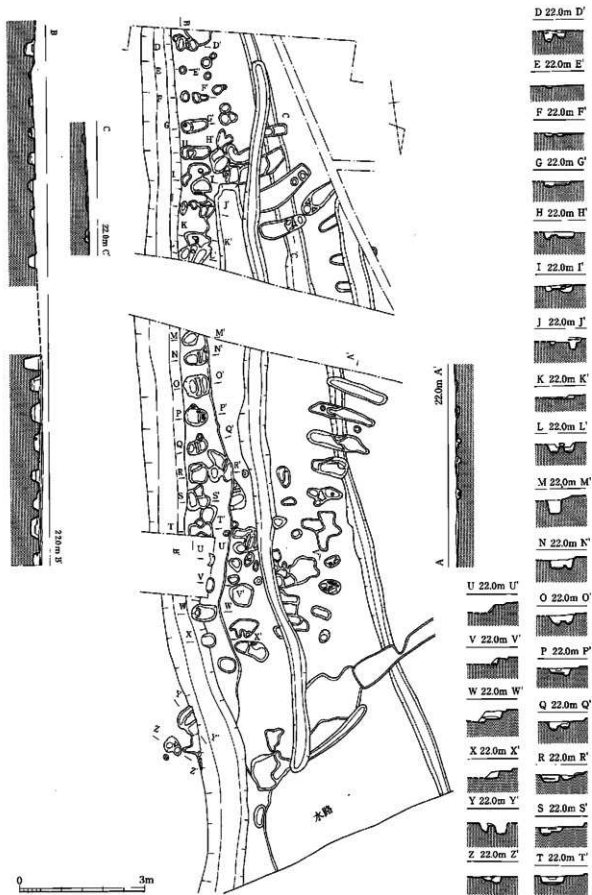 D 22.0m D'
E 22.0m E'
F 22.0m F'
G 22.0m G'
H 22.0m H'
I 22.0m I'
J 22.0m J'
K 22.0m K'
L 22.0m L'
M 22.0m M'
N 22.0m N'
O 22.0m O'
P 22.0m P'
Q 22.0m Q'
R 22.0m R'
S 22.0m S'
T 22.0m T'
U 22.0m U'
V 22.0m V'
W 22.0m W'
X 22.0m X'
Y 22.0m Y'
Z 22.0m Z'
B
22.0m B'
C
22.0m C'
22.0m A'
A
B
D
D'
E
E'
F
F'
G
H
H'
I
L
J'
K
K'
C
M
M'
N
N'
O
O'
P
P'
Q
Q'
R
R'
S
S'
T
T'
U
U'
V
V'
W
X
X'
Z
Z'
水路
0 3m